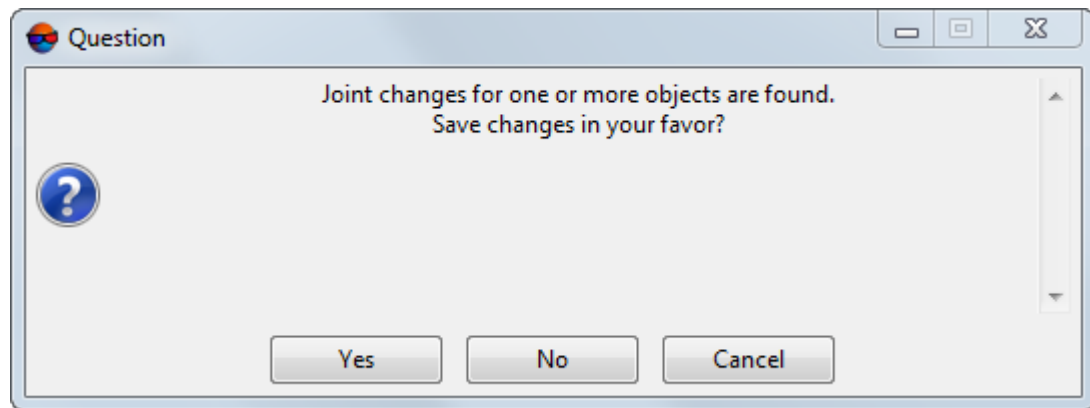 Question
Joint changes for one or more objects are found.
Save changes in your favor?
Yes
No
Cancel